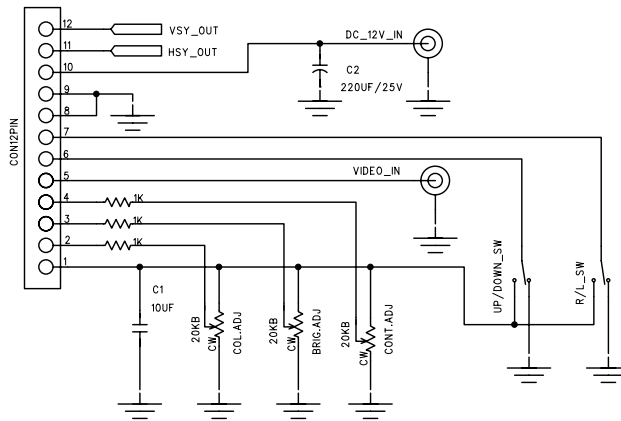 12
VSY_OUT
11
HSY_OUT
DC_12V_IN
10
C2
220UF/25V
9
8
CON12PIN
7
6
5
VIDEO_IN
4
1K
3
1K
2
1K
1
C1
10UF
20KB
CW
COL.ADJ
20KB
CW
BRIG.ADJ
20KB
CW
CONT.ADJ
UP/DOWN_SW
R/L_SW